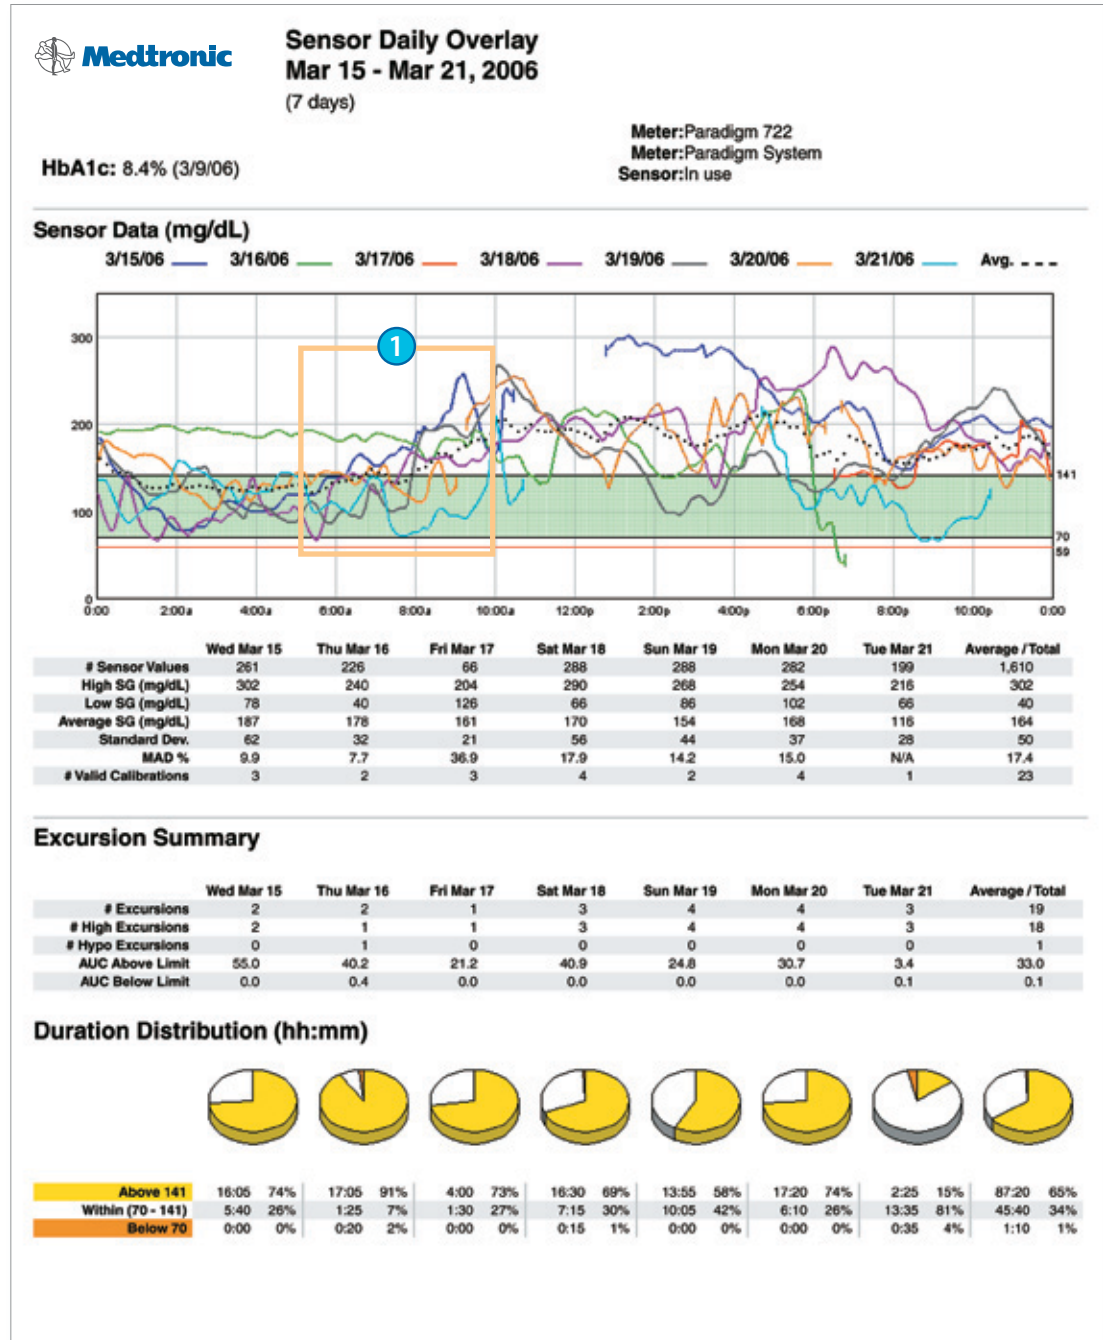 Medtronic
Sensor Daily Overlay
Mar 15 - Mar 21, 2006
(7 days)
Meter:Paradigm 722
Meter:Paradigm System
HbA1c: 8.4% (3/9/06)
Sensor:In use
Sensor Data (mg/dL)
3/15/06 3/16/06 3/17/06 3/18/06 3/19/06 3/20/06 3/21/06 Avg.
1
300
200
141
100
70
59
0
0:00 2:00a 4:00a 6:00a 8:00a 10:00a 12:00p 2:00p 4:00p 6:00p 8:00p 10:00p 0:00
Wed Mar 15 Thu Mar 16 Fri Mar 17 Sat Mar 18 Sun Mar 19 Mon Mar 20 Tue Mar 21 Average / Total
# Sensor Values 261 226 66 288 288 282 199 1,610
High SG (mg/dL) 302 240 204 290 268 254 216 302
Low SG (mg/dL) 78 40 126 66 86 102 66 40
Average SG (mg/dL) 187 178 161 170 154 168 116 164
Standard Dev. 62 32 21 56 44 37 28 50
MAD % 9.9 7.7 36.9 17.9 14.2 15.0 N/A 17.4
# Valid Calibrations 3 2 3 4 2 4 1 23
Excursion Summary
Wed Mar 15 Thu Mar 16 Fri Mar 17 Sat Mar 18 Sun Mar 19 Mon Mar 20 Tue Mar 21 Average / Total
# Excursions 2 2 1 3 4 4 3 19
# High Excursions 2 1 1 3 4 4 3 18
# Hypo Excursions 0 1 0 0 0 0 0 1
AUC Above Limit 55.0 40.2 21.2 40.9 24.8 30.7 3.4 33.0
AUC Below Limit 0.0 0.4 0.0 0.0 0.0 0.0 0.1 0.1
Duration Distribution (hh:mm)
Above 141 16:05 74% 17:05 91% 4:00 73% 16:30 69% 13:55 58% 17:20 74% 2:25 15% 87:20 65%
Within (70 - 141) 5:40 26% 1:25 7% 1:30 27% 7:15 30% 10:05 42% 6:10 26% 13:35 81% 45:40 34%
Below 70 0:00 0% 0:20 2% 0:00 0% 0:15 1% 0:00 0% 0:00 0% 0:35 4% 1:10 1%